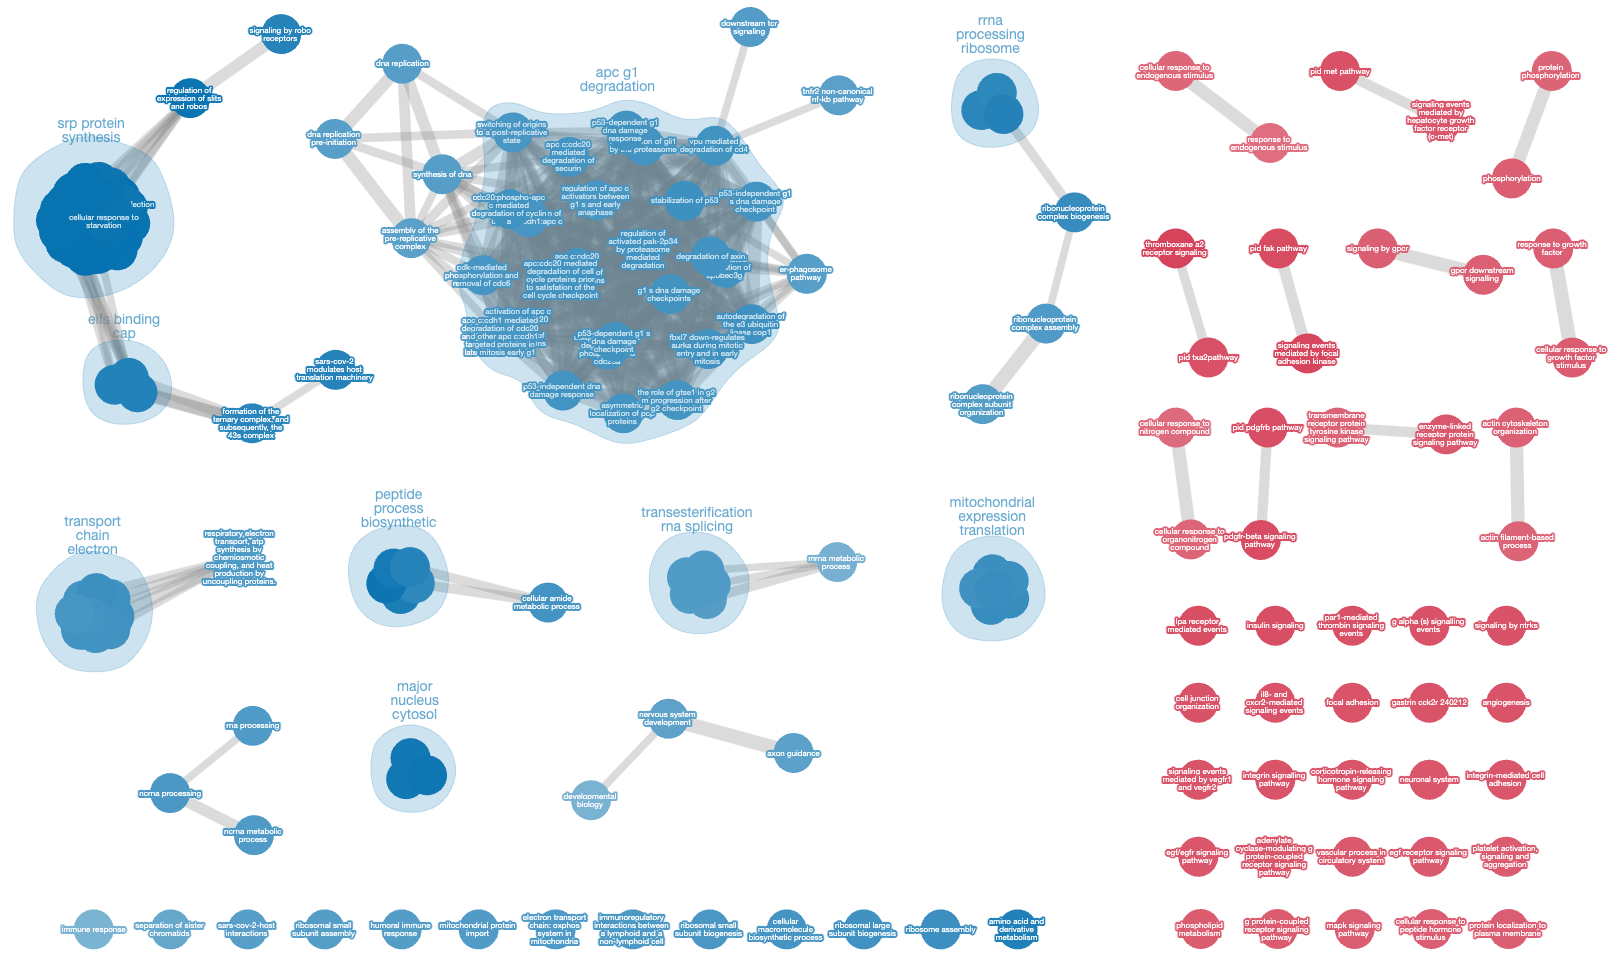 signaling by robo
receptors
regulation of
expression of slits
and robos
srp protein
synthesis
cellular response to
starvation
eifs binding
cap
sars-cov-2
modulates host
translation machinery
formation of the
ternary complex, and
subsequently, the
43s complex
dna replication
dna replication
pre-initiation
synthesis of dna
assembly of the
pre-replicative
complex
apc g1
degradation
downstream tcr
signaling
tnfr2 non-canonical
nf-kb pathway
switching of origins
to a post-replicative
state
p53-dependent g1
dna damage
response
vpu mediated
degradation of cd4
apc c:cdc20
mediated
degradation of
securin
cdc20:phospho-apc
c mediated
degradation of cyclin
a
regulation of apc c
activators between
g1 s and early
anaphase
stabilization of p53
p53-independent g1
s dna damage
checkpoint
regulation of
activated pak-2p34
by proteasome
mediated
degradation
degradation of axin
er-phagosome
pathway
cdk-mediated
phosphorylation and
removal of cdc6
apc:cdc20 mediated
degradation of cell
cycle proteins prior
to satisfation of the
cell cycle checkpoint
g1 s dna damage
checkpoints
activation of apc c
apc c:cdh1 mediated
degradation of cdc20
and other apc c:cdh1
targeted proteins in
late mitosis early g1
p53-dependent g1 s
dna damage
checkpoint
autodegradation of
the e3 ubiquitin
ligase cop1
fbxl7 down-regulates
aurka during mitotic
entry and in early
mitosis
p53-independent dna
damage response
asymmetric
localization of pcp
proteins
the role of gtse1 in g2
m progression after
g2 checkpoint
rrna
processing
ribosome
ribonucleoprotein
complex biogenesis
ribonucleoprotein
complex assembly
ribonucleoprotein
complex subunit
organization
transport
chain
electron
respiratory electron
transport, atp
synthesis by
chemiosmotic
coupling, and heat
production by
uncoupling proteins.
peptide
process
biosynthetic
cellular amide
metabolic process
transesterification
rna splicing
mrna metabolic
process
mitochondrial
expression
translation
rna processing
ncrna processing
ncrna metabolic
process
major
nucleus
cytosol
nervous system
development
axon guidance
developmental
biology
immune response
separation of sister
chromatids
sars-cov-2-host
interactions
ribosomal small
subunit assembly
humoral immune
response
mitochondrial protein
import
electron transport
chain: oxphos
system in
mitochondria
immunoregulatory
interactions between
a lymphoid and a
non-lymphoid cell
ribosomal small
subunit biogenesis
cellular
macromolecule
biosynthetic process
ribosomal large
subunit biogenesis
ribosome assembly
amino acid and
derivative
metabolism
cellular response to
endogenous stimulus
response to
endogenous stimulus
pid met pathway
signaling events
mediated by
hepatocyte growth
factor receptor
(c-met)
protein
phosphorylation
phosphorylation
thromboxane a2
receptor signaling
pid txa2pathway
pid fak pathway
signaling events
mediated by focal
adhesion kinase
signaling by gpcr
gpcr downstream
signalling
response to growth
factor
cellular response to
growth factor
stimulus
cellular response to
nitrogen compound
cellular response to
organonitrogen
compound
pid pdgfrb pathway
pdgfr-beta signaling
pathway
transmembrane
receptor protein
tyrosine kinase
signaling pathway
enzyme-linked
receptor protein
signaling pathway
actin cytoskeleton
organization
actin filament-based
process
lpa receptor
mediated events
insulin signaling
par1-mediated
thrombin signaling
events
g alpha (s) signalling
events
signaling by ntrks
cell junction
organization
il8- and
cxcr2-mediated
signaling events
focal adhesion
gastrin cck2r 240212
angiogenesis
signaling events
mediated by vegfr1
and vegfr2
integrin signalling
pathway
corticotropin-releasing
hormone signaling
pathway
neuronal system
integrin-mediated cell
adhesion
egf/egfr signaling
pathway
adenylate
cyclase-modulating g
protein-coupled
receptor signaling
pathway
vascular process in
circulatory system
egf receptor signaling
pathway
platelet activation,
signaling and
aggregation
phospholipid
metabolism
g protein-coupled
receptor signaling
pathway
mapk signaling
pathway
cellular response to
peptide hormone
stimulus
protein localization to
plasma membrane